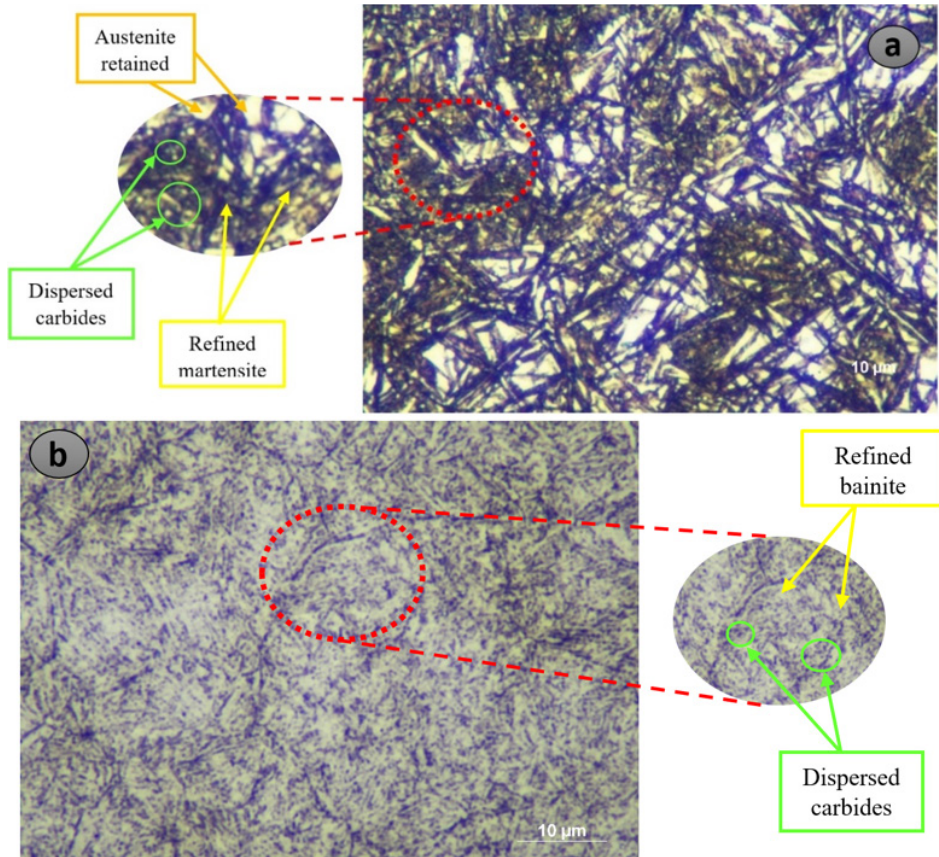 Austenite
retained
a
Dispersed
carbides
Refined
martensite
10 µm
b
Refined
bainite
10 µm
Dispersed
carbides